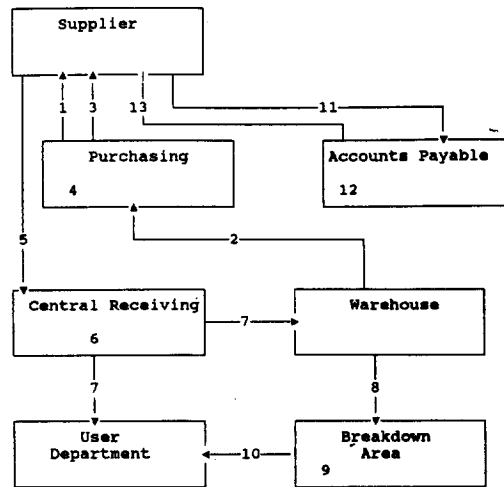 Supplier
1
3
13
11
Purchasing
4
Accounts Payable
12
5
2
Central Receiving
6
7
Warehouse
7
8
User
Department
10
Breakdown
Area
9